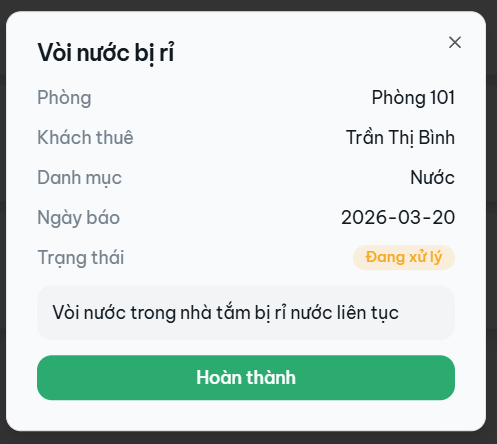 Vòi nước bị rỉ
Phòng Phòng 101
Khách thuê Trần Thị Bình
Danh mục Nước
Ngày báo 2026-03-20
Trạng thái Đang xử lý
Vòi nước trong nhà tắm bị rỉ nước liên tục
Hoàn thành